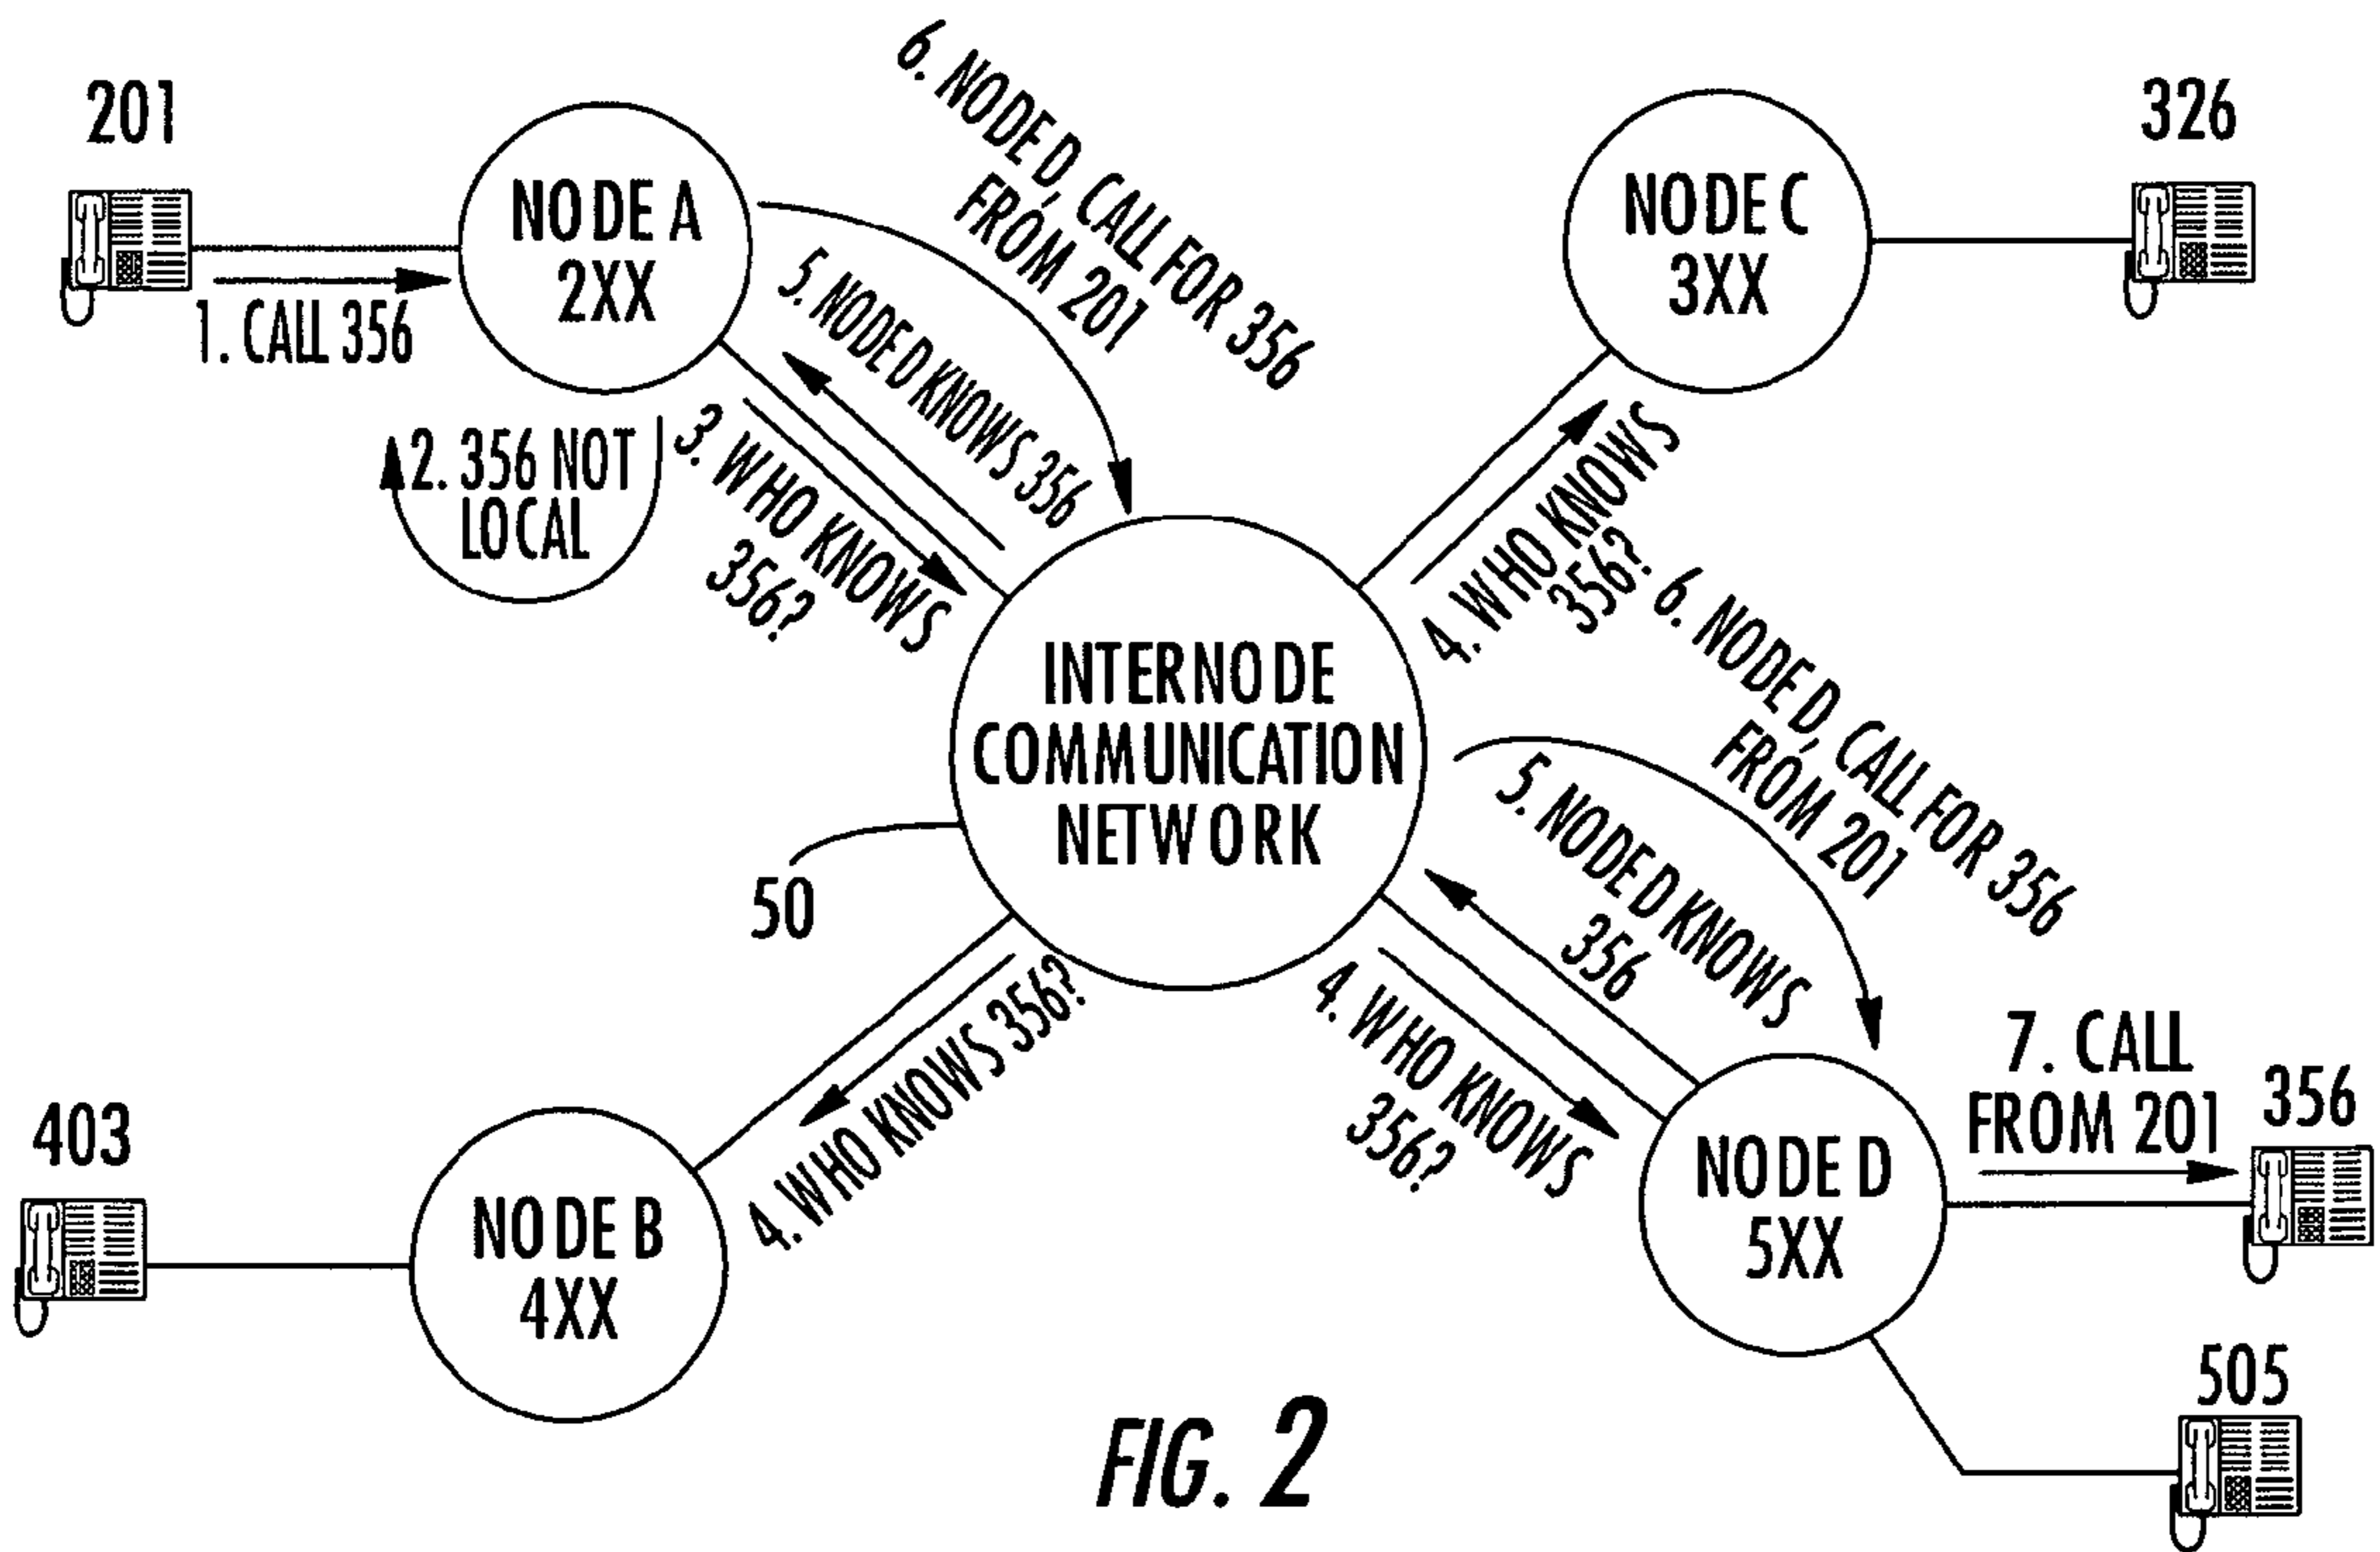 201
1. CALL 356
NODE A
2XX
2. 356 NOT
LOCAL
3. WHO KNOWS
356?
5. NODE D KNOWS 356
6. NODE D, CALL FOR 356
FROM 201
NODE C
3XX
326
4. WHO KNOWS
356?
INTERNODE
COMMUNICATION
NETWORK
50
6. NODE D, CALL FOR 356
FROM 201
5. NODE D KNOWS
356
4. WHO KNOWS
356?
4. WHO KNOWS 356?
403
NODE B
4XX
NODE D
5XX
7. CALL
FROM 201
356
505
FIG. 2